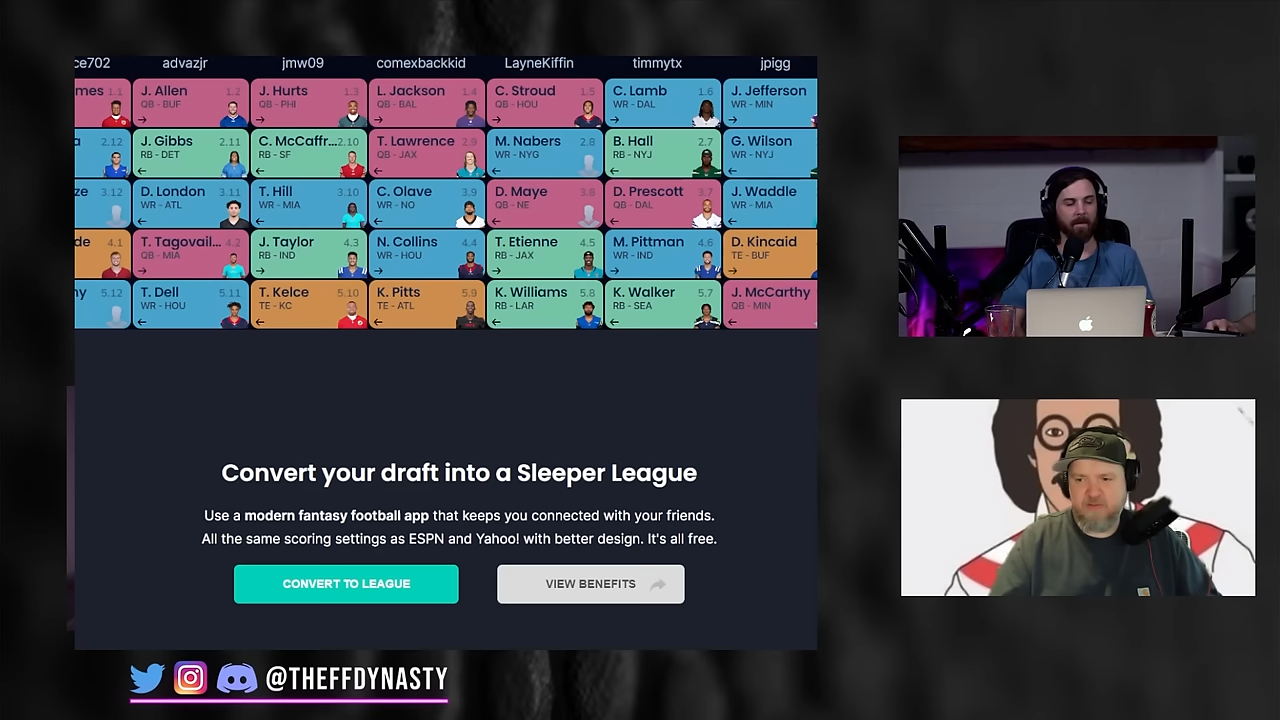 ce702 advazjr jmw09 comexbackkid LayneKiffin timmytx jpigg
mes 1.1 J. Allen 1.2 J. Hurts 1.3 L. Jackson 1.4 C. Stroud 1.5 C. Lamb 1.6 J. Jefferson
QB - BUF QB - PHI QB - BAL QB - HOU WR - DAL WR - MIN
a 2.12 J. Gibbs 2.11 C. McCaffr... 2.10 T. Lawrence 2.9 M. Nabers 2.8 B. Hall 2.7 G. Wilson
RB - DET RB - SF QB - JAX WR - NYG RB - NYJ WR - NYJ
ze 3.12 D. London 3.11 T. Hill 3.10 C. Olave 3.9 D. Maye 3.8 D. Prescott 3.7 J. Waddle
WR - ATL WR - MIA WR - NO QB - NE QB - DAL WR - MIA
de 4.1 T. Tagovail... 4.2 J. Taylor 4.3 N. Collins 4.4 T. Etienne 4.5 M. Pittman 4.6 D. Kincaid
QB - MIA RB - IND WR - HOU RB - JAX WR - IND TE - BUF
hy 5.12 T. Dell 5.11 T. Kelce 5.10 K. Pitts 5.9 K. Williams 5.8 K. Walker 5.7 J. McCarthy
WR - HOU TE - KC TE - ATL RB - LAR RB - SEA QB - MIN
Convert your draft into a Sleeper League
Use a modern fantasy football app that keeps you connected with your friends.
All the same scoring settings as ESPN and Yahoo! with better design. It's all free.
CONVERT TO LEAGUE VIEW BENEFITS
@THEFFDYNASTY